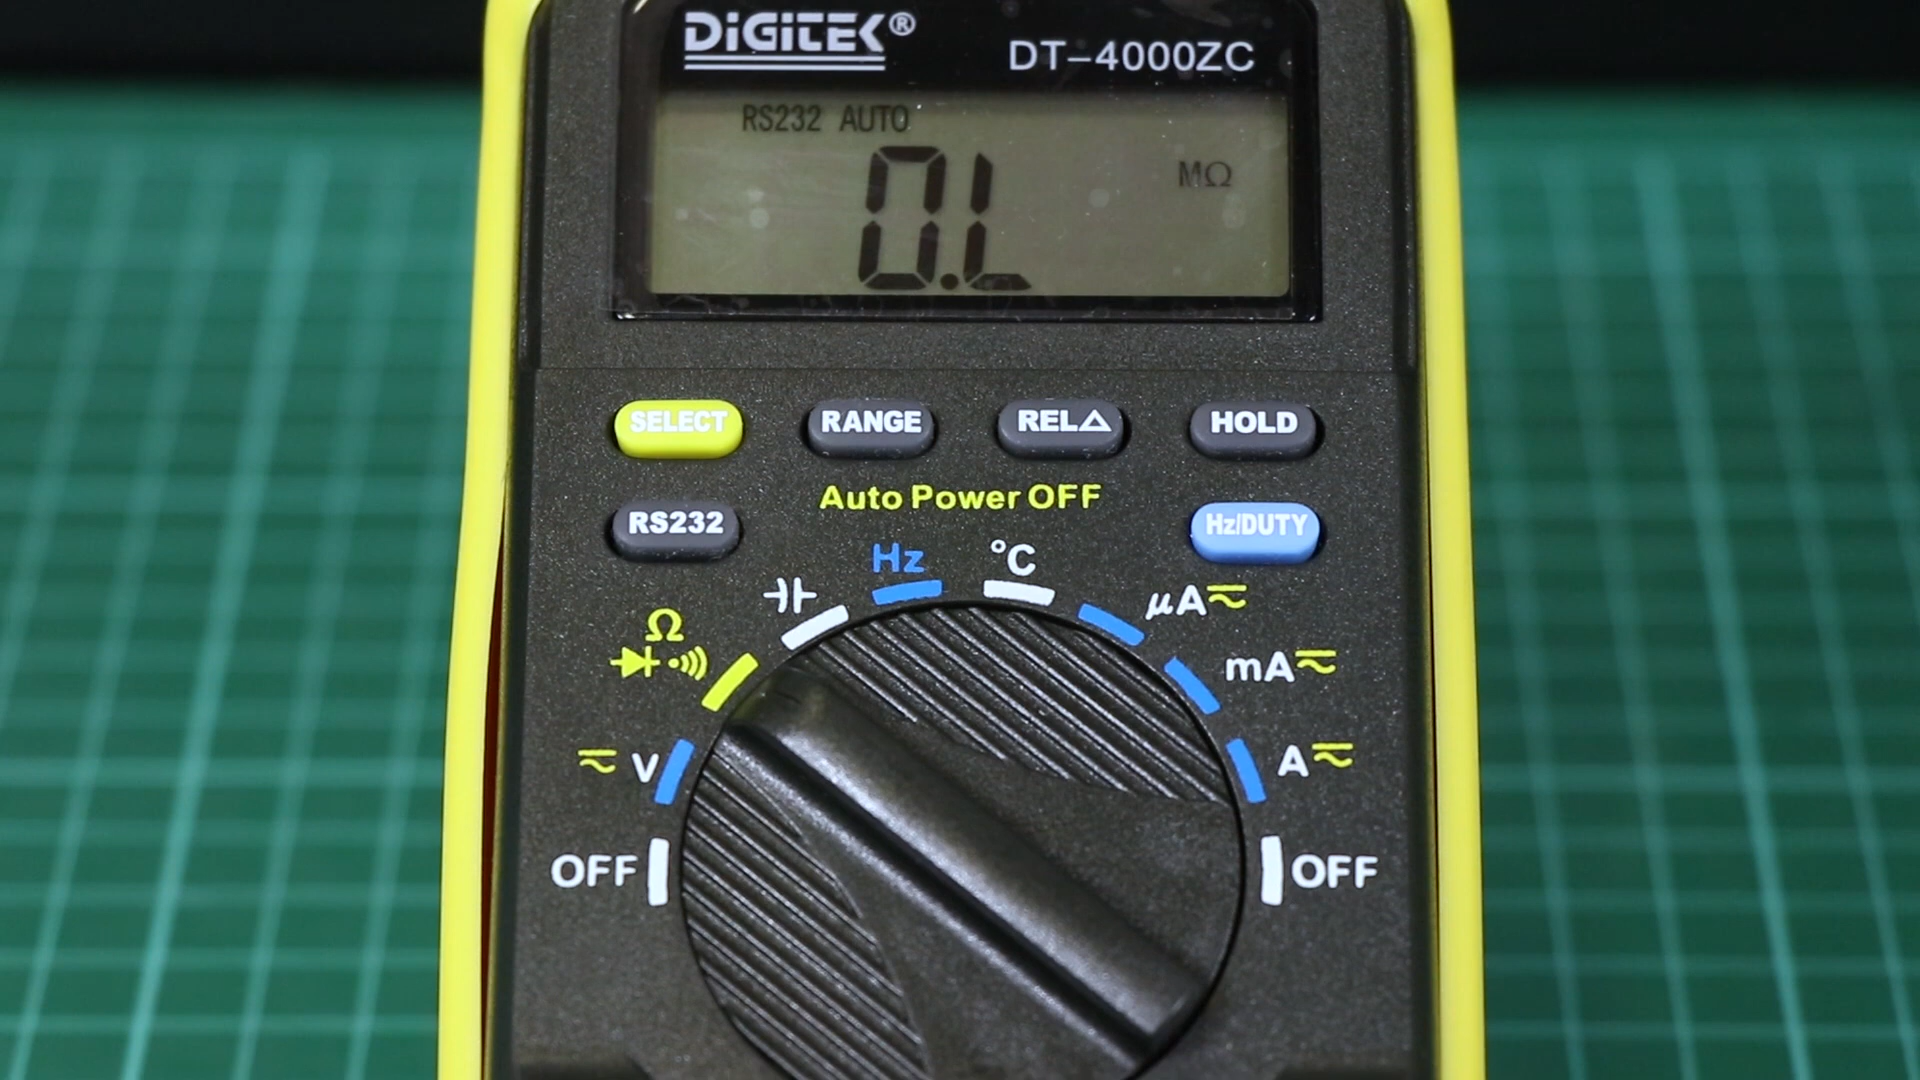 DiGiTEK®
DT-4000ZC
RS232 AUTO
0.L MΩ
SELECT RANGE REL△ HOLD
Auto Power OFF
RS232 Hz/DUTY
Hz °C
μA
Ω
mA
V A
OFF OFF